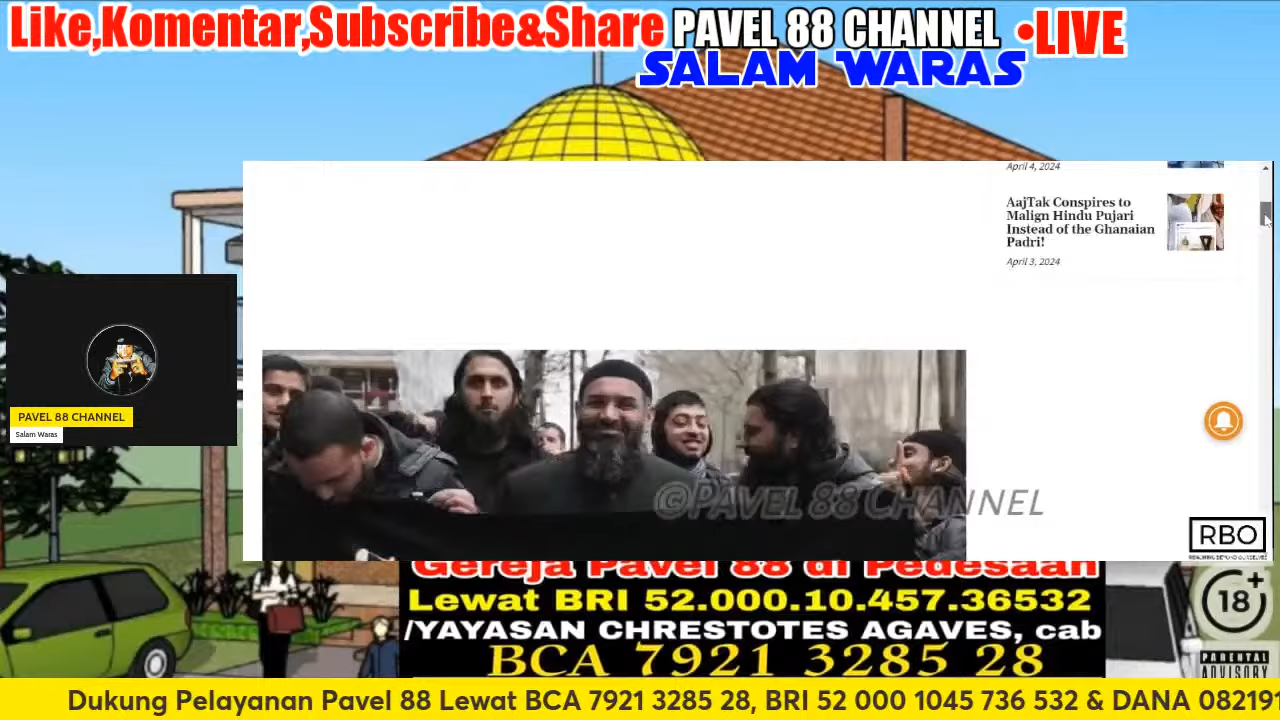 Like,Komentar,Subscribe&Share PAVEL 88 CHANNEL •LIVE
SALAM WARAS
April 4, 2024
AajTak Conspires to
Malign Hindu Pujari
Instead of the Ghanaian
Padri!
April 3, 2024
PAVEL 88 CHANNEL
Salam Waras
©PAVEL 88 CHANNEL
RBO
REACHING BEYOND OURSELVES
Gereja Pavel 88 di Pedesaan
Lewat BRI 52.000.10.457.36532
/YAYASAN CHRESTOTES AGAVES, cab
BCA 7921 3285 28
18+
PARENTAL
ADVISORY
Dukung Pelayanan Pavel 88 Lewat BCA 7921 3285 28, BRI 52 000 1045 736 532 & DANA 082191